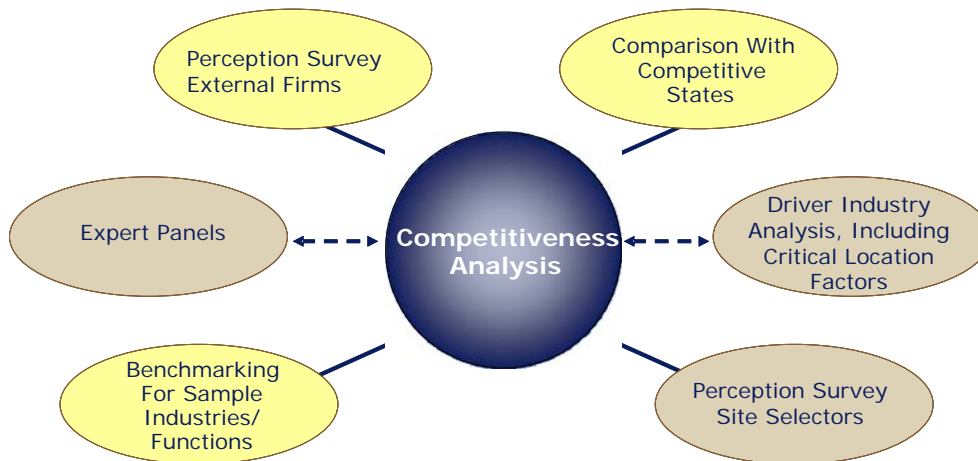 Perception Survey
External Firms
Comparison With
Competitive
States
Expert Panels
Competitiveness
Analysis
Driver Industry
Analysis, Including
Critical Location
Factors
Benchmarking
For Sample
Industries/
Functions
Perception Survey
Site Selectors